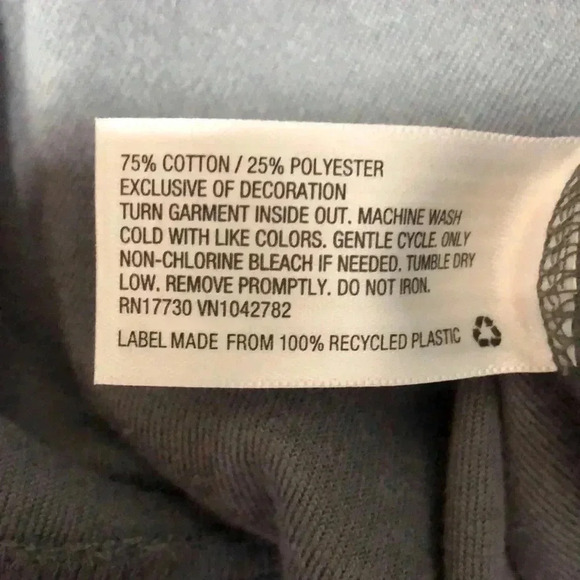 75% COTTON / 25% POLYESTER
EXCLUSIVE OF DECORATION
TURN GARMENT INSIDE OUT. MACHINE WASH
COLD WITH LIKE COLORS. GENTLE CYCLE. ONLY
NON-CHLORINE BLEACH IF NEEDED. TUMBLE DRY
LOW. REMOVE PROMPTLY. DO NOT IRON.
RN17730 VN1042782
LABEL MADE FROM 100% RECYCLED PLASTIC